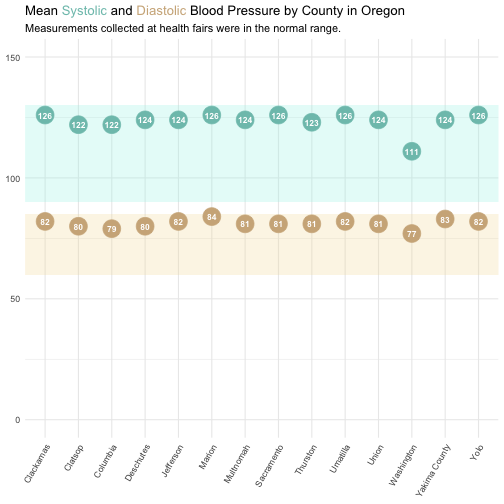 Mean Systolic and Diastolic Blood Pressure by County in Oregon
Measurements collected at health fairs were in the normal range.
150
126 122 122 124 124 126 124 126 123 126 124 111 124 126
100
82 80 79 80 82 84 81 81 81 82 81 77 83 82
50
0
Clackamas
Clatsop
Columbia
Deschutes
Jefferson
Marion
Multnomah
Sacramento
Thurston
Umatilla
Union
Washington
Yakima County
Yolo